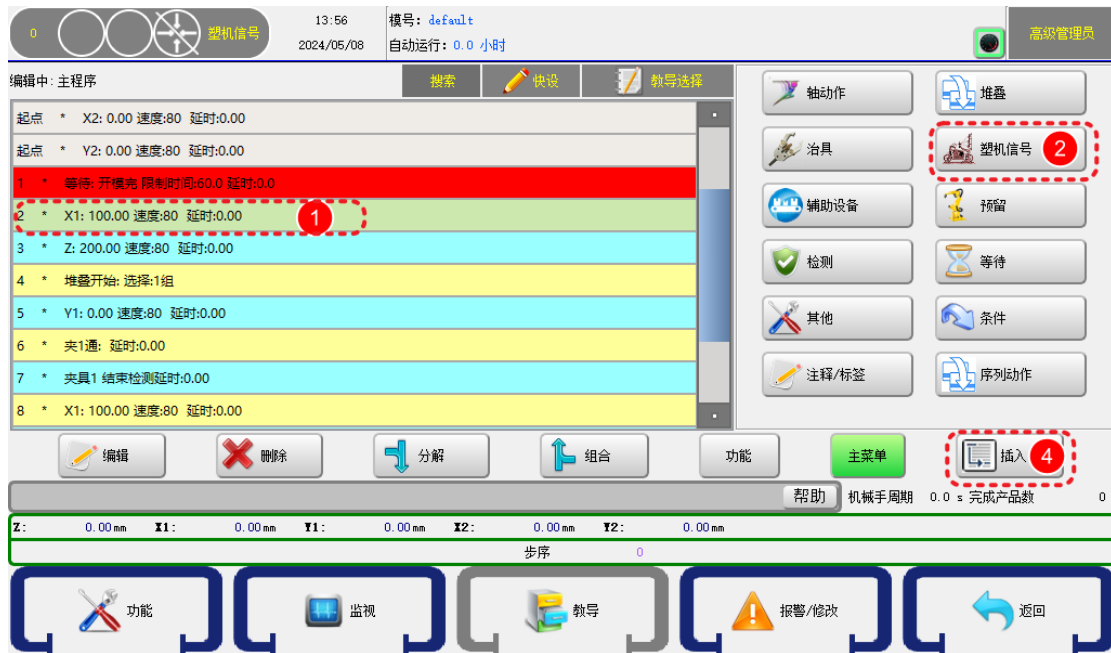 0 塑机信号 13:56 2024/05/08 模号: default 自动运行: 0.0 小时 高级管理员
编辑中: 主程序 搜索 快设 教导选择
起点 * X2: 0.00 速度:80 延时:0.00
起点 * Y2: 0.00 速度:80 延时:0.00
1 * 等待: 开模完 限制时间:60.0 延时:0.0
2 * X1: 100.00 速度:80 延时:0.00 1
3 * Z: 200.00 速度:80 延时:0.00
4 * 堆叠开始: 选择:1组
5 * Y1: 0.00 速度:80 延时:0.00
6 * 夹1通: 延时:0.00
7 * 夹具1 结束检测延时:0.00
8 * X1: 100.00 速度:80 延时:0.00
轴动作 堆叠
治具 塑机信号 2
辅助设备 预留
检测 等待
其他 条件
注释/标签 序列动作
编辑 删除 分解 组合 功能 主菜单 插入 4
帮助 机械手周期 0.0 s 完成产品数 0
Z: 0.00mm X1: 0.00mm Y1: 0.00mm X2: 0.00mm Y2: 0.00mm
步序 0
功能 监视 教导 报警/修改 返回